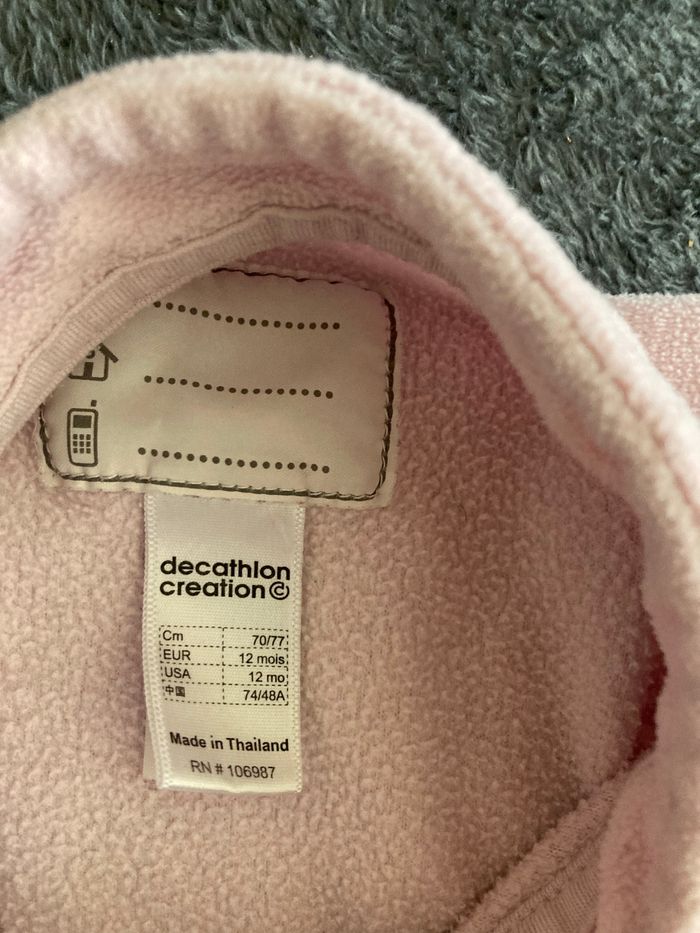 decathlon
creation
Cm 70/77
EUR 12 mois
USA 12 mo
中国 74/48A
Made in Thailand
RN # 106987